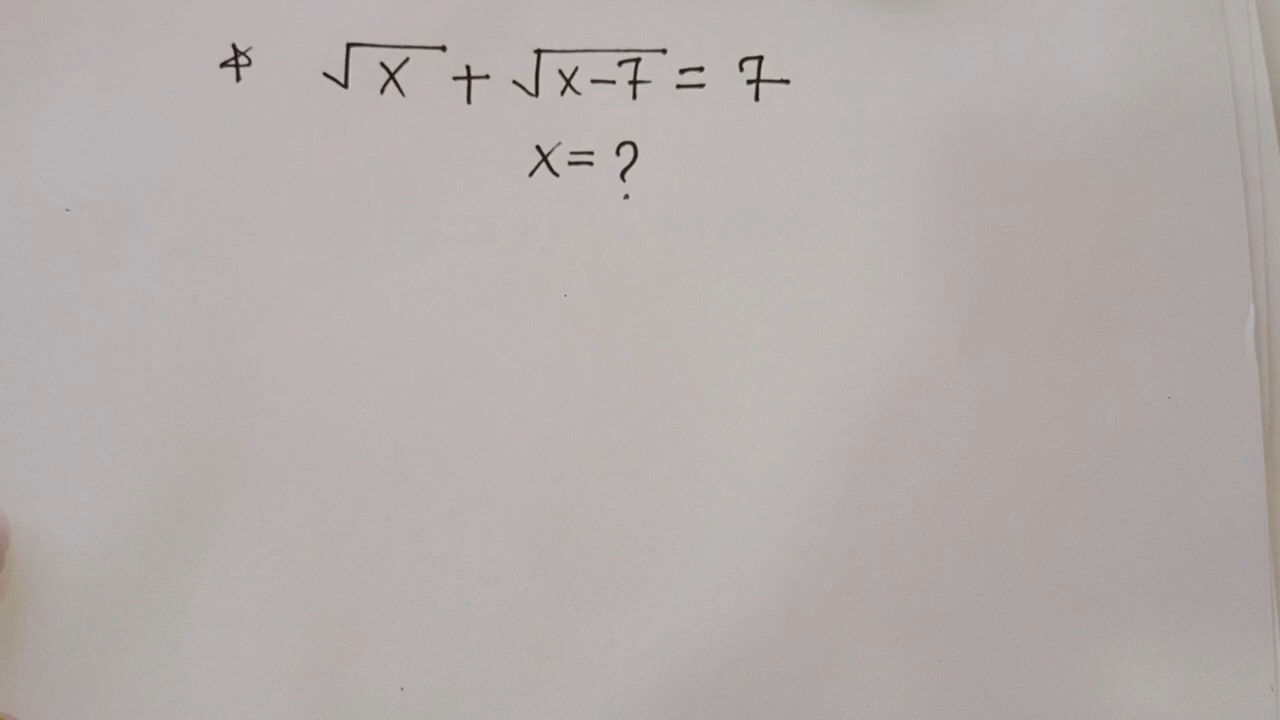 * √x + √x-7 = 7
x = ?